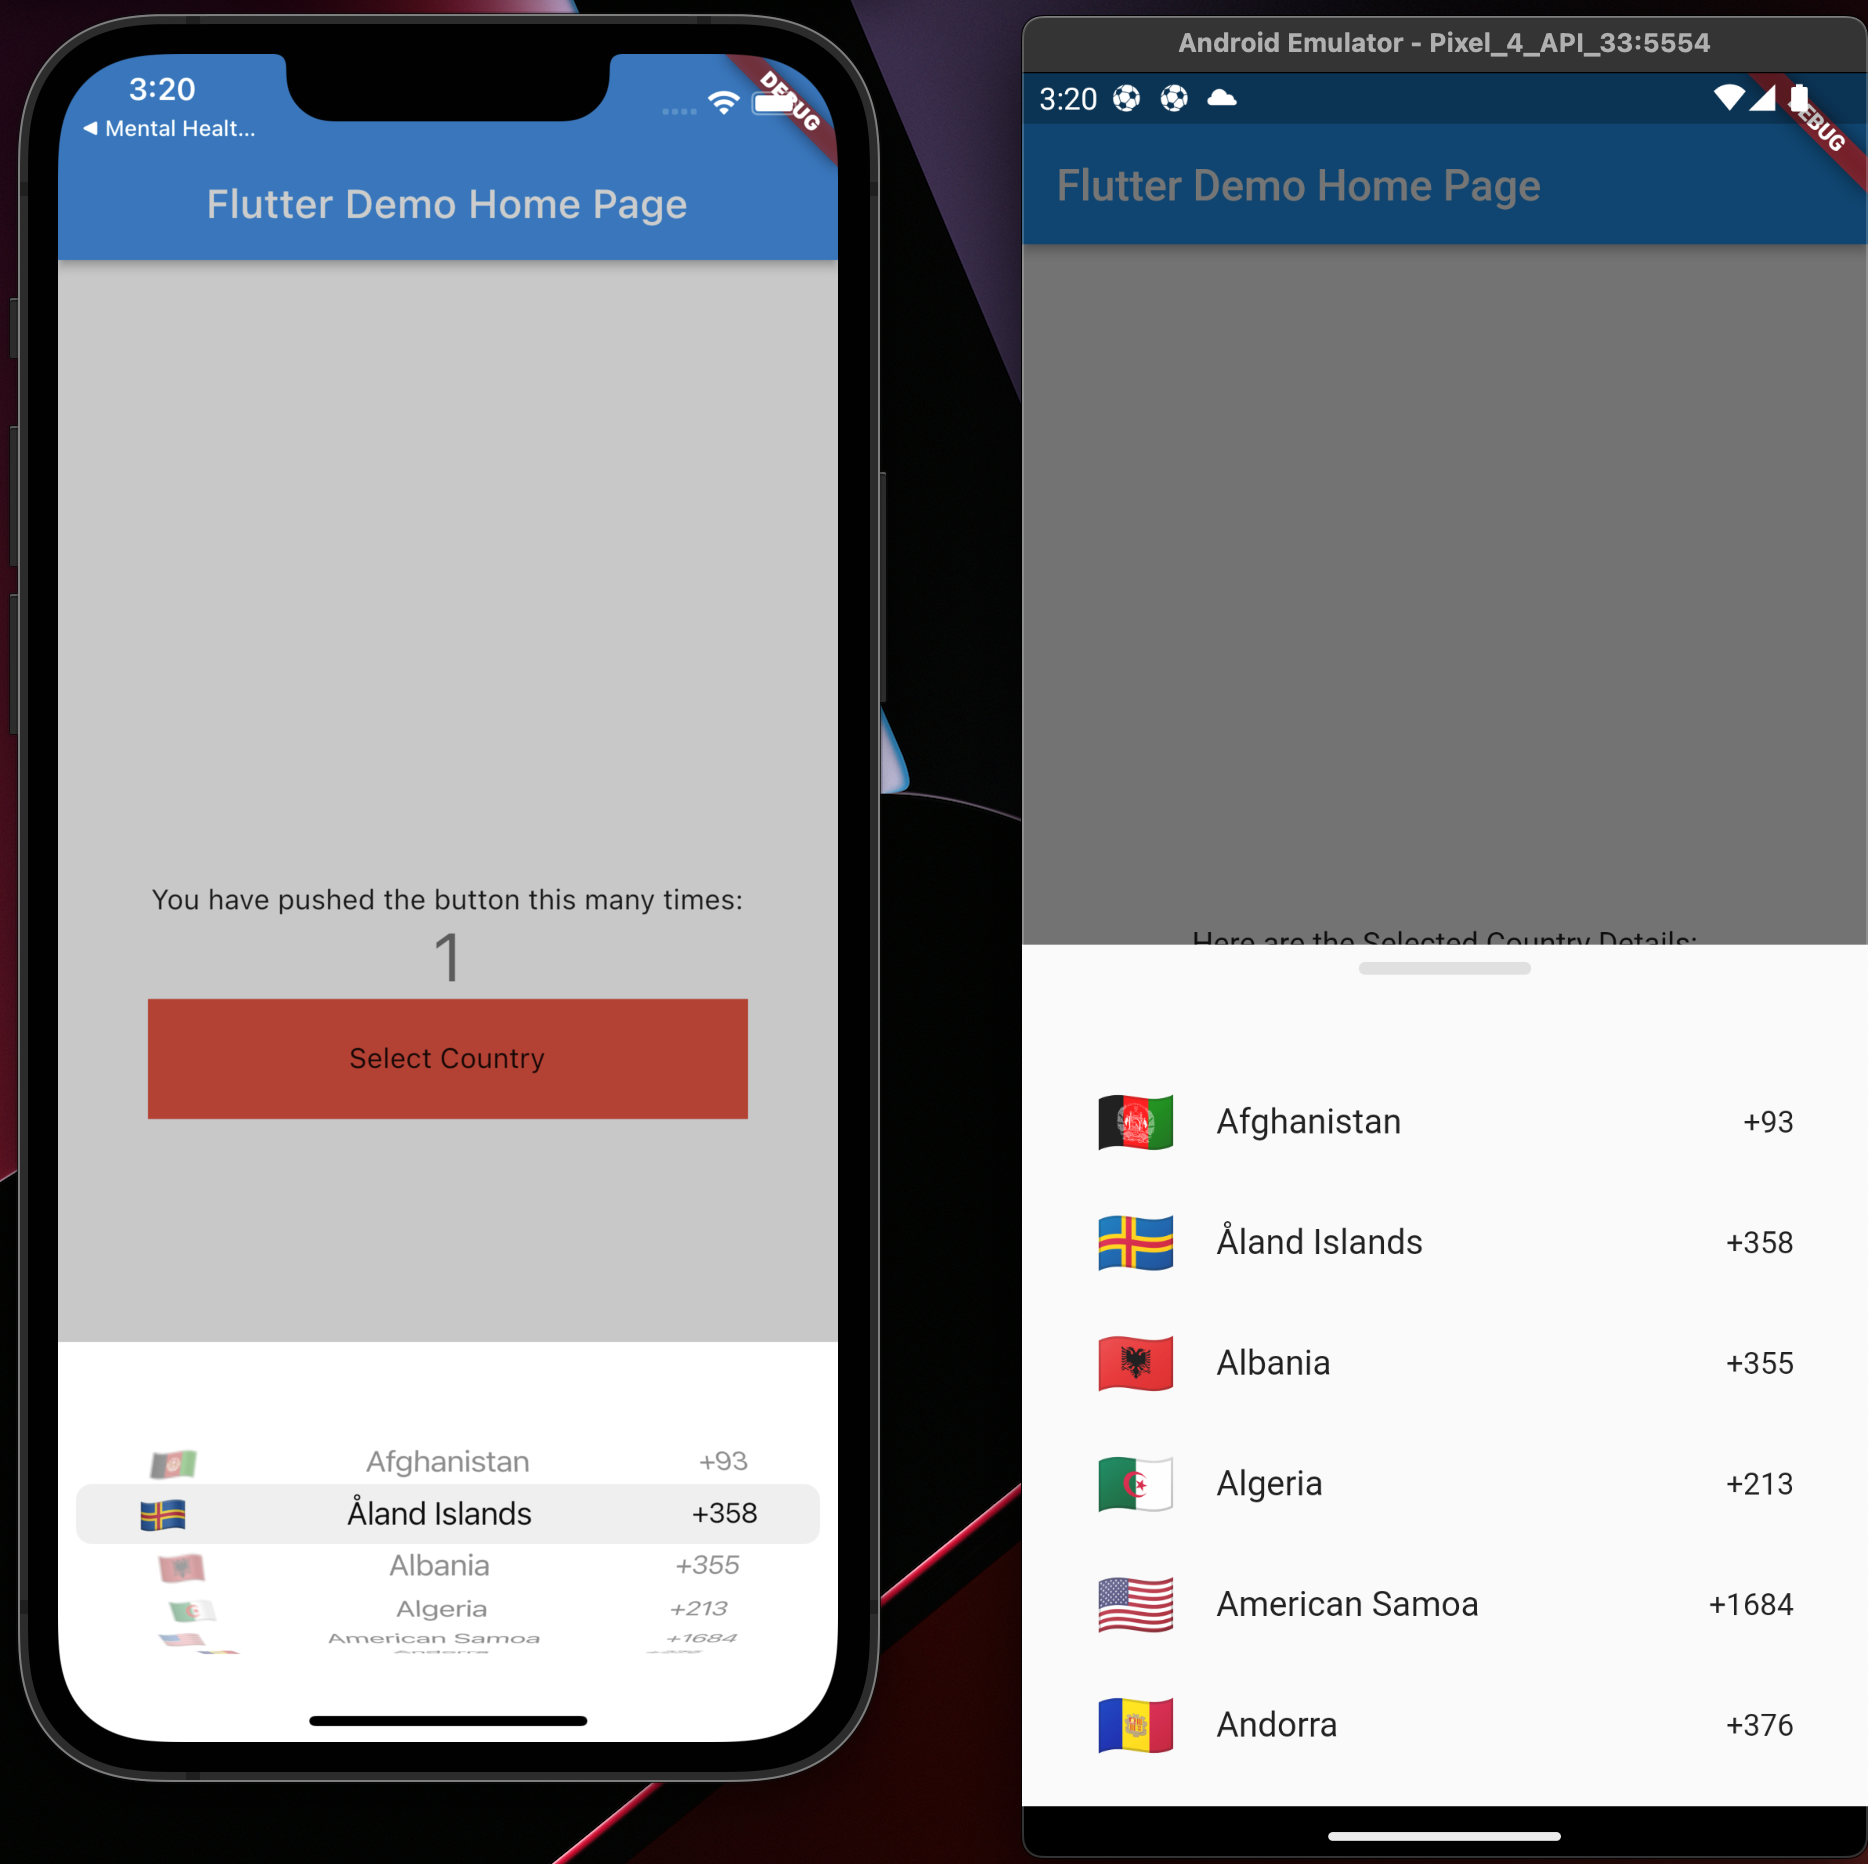 3:20
◀ Mental Healt...
DEBUG
Flutter Demo Home Page
You have pushed the button this many times:
1
Select Country
Afghanistan +93
Åland Islands +358
Albania +355
Algeria +213
American Samoa +1684
Andorra
Android Emulator - Pixel_4_API_33:5554
3:20
DEBUG
Flutter Demo Home Page
Here are the Selected Country Details:
Afghanistan +93
Åland Islands +358
Albania +355
Algeria +213
American Samoa +1684
Andorra +376